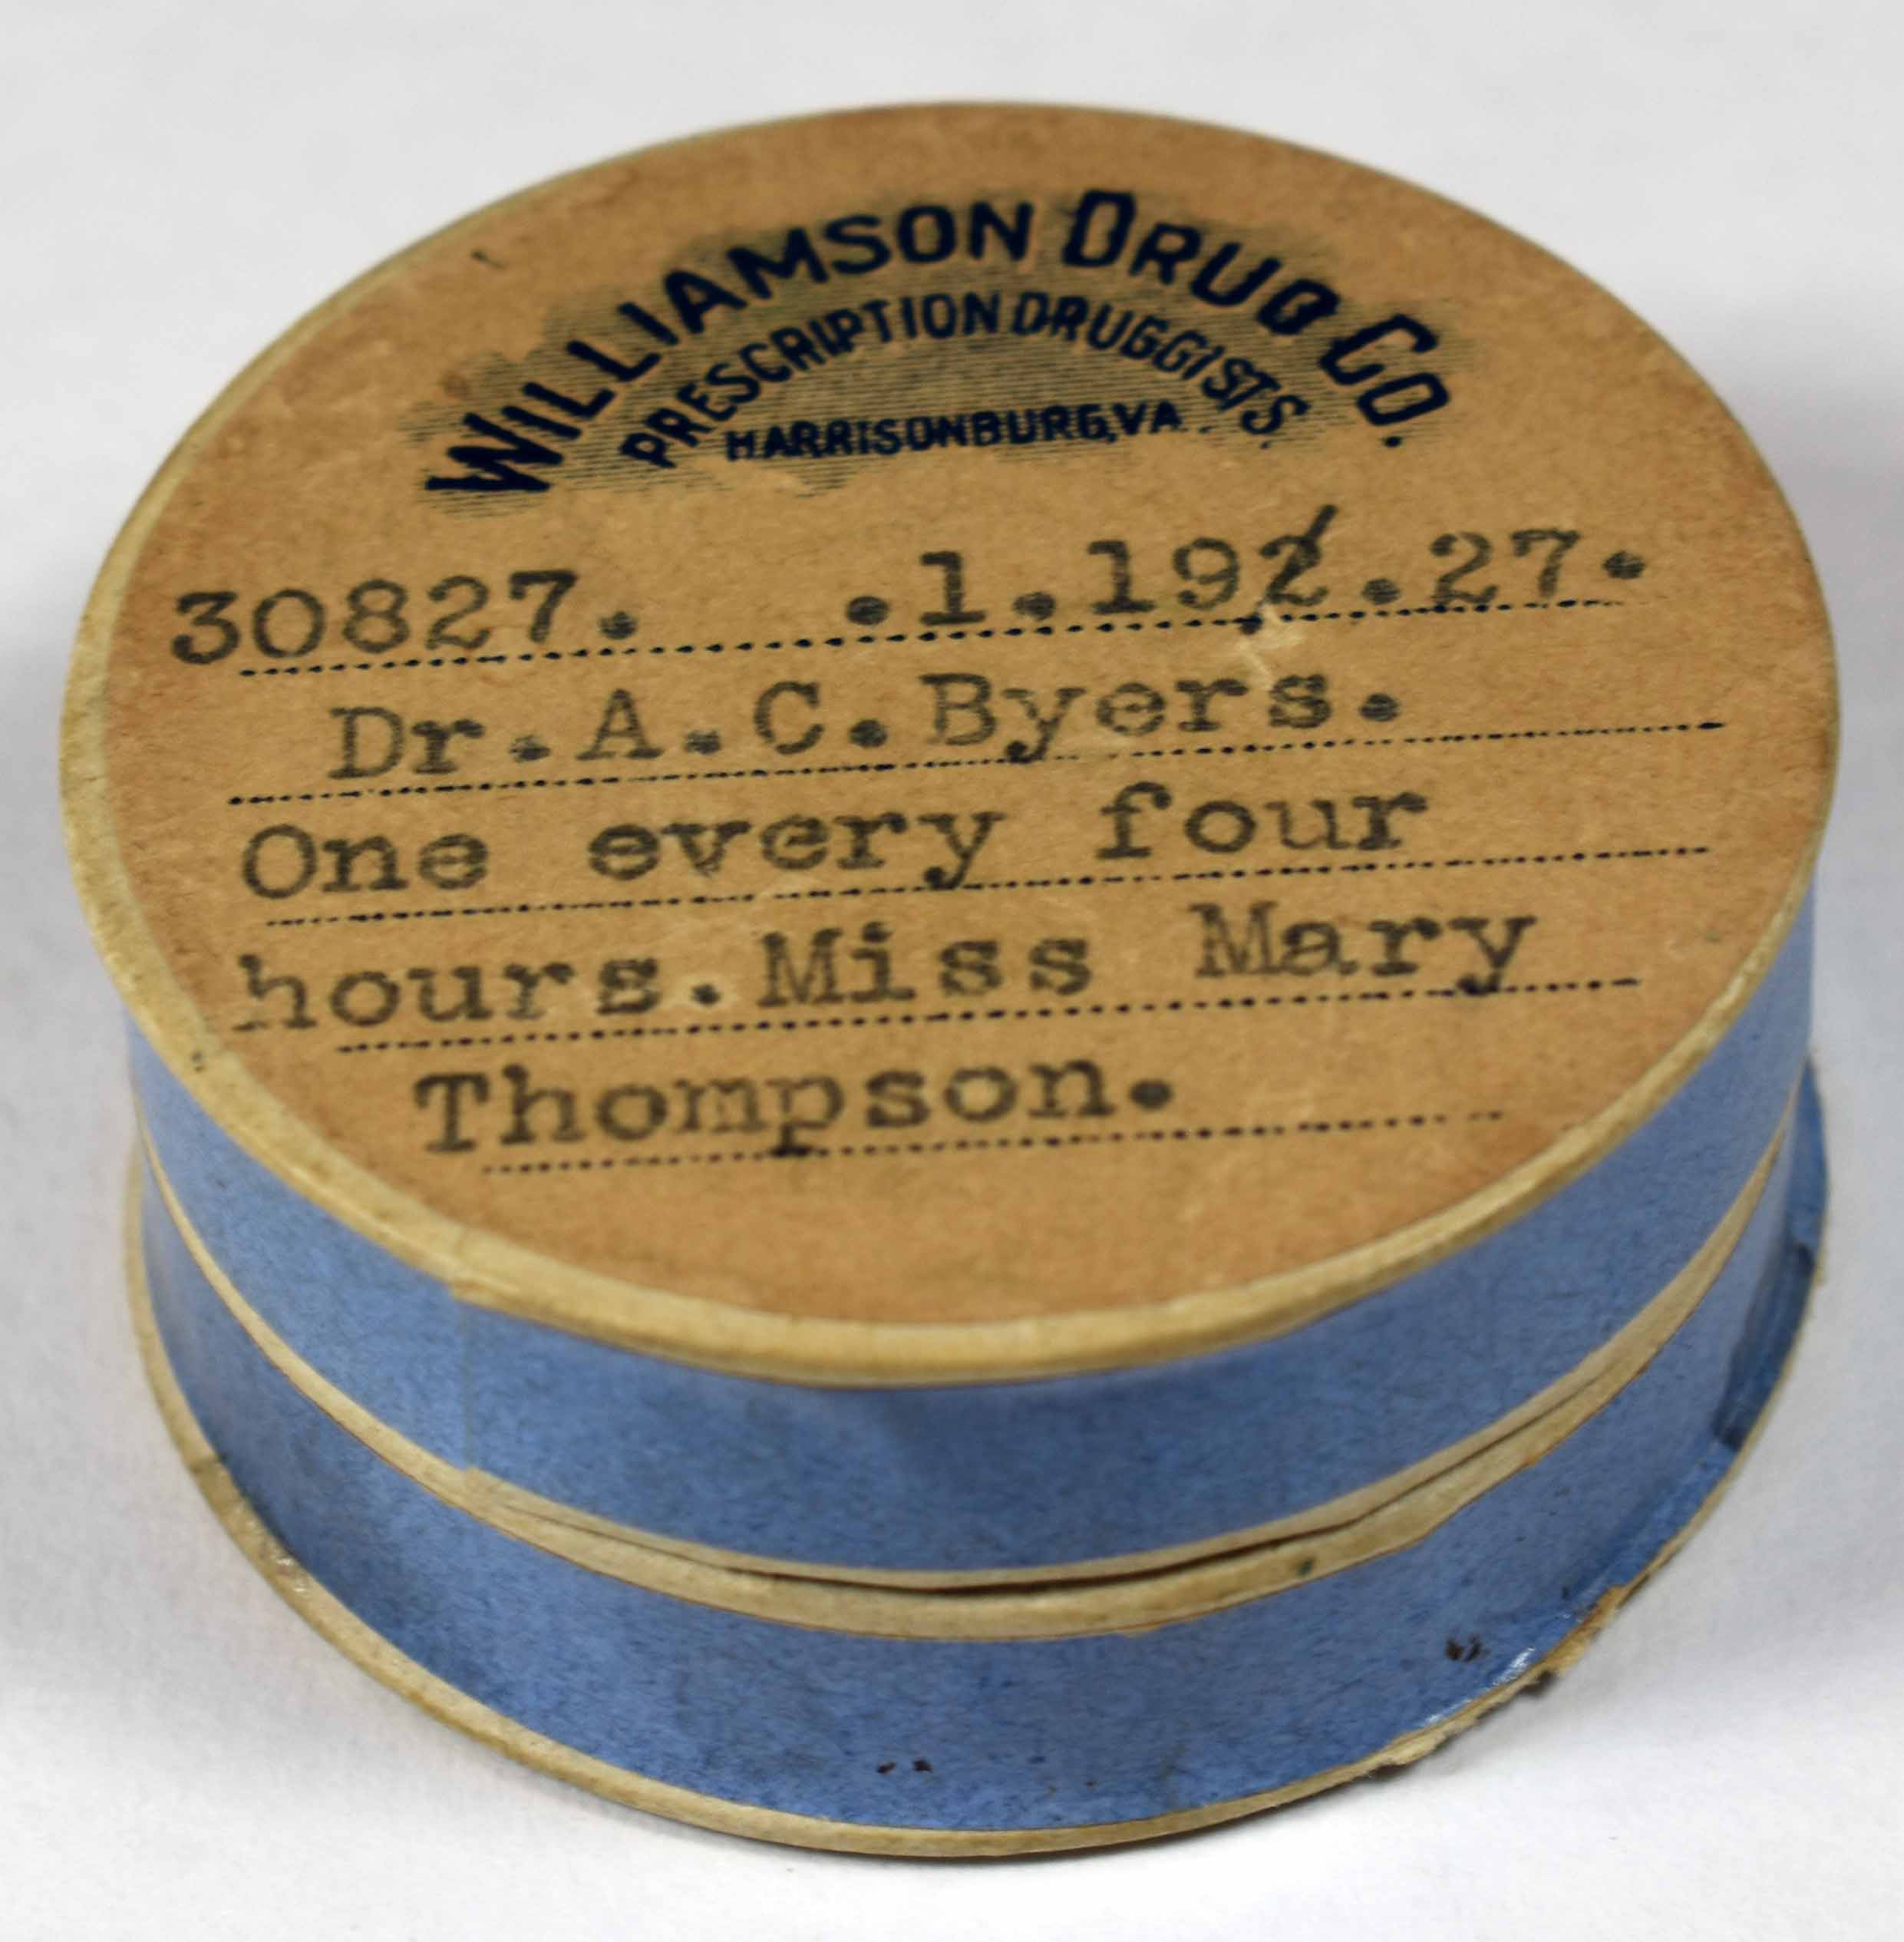 WILLIAMSON DRUG CO.
PRESCRIPTION DRUGGISTS.
HARRISONBURG, VA.
30827. .1.192.27.
Dr.A.C.Byers.
One every four
hours.Miss Mary
Thompson.